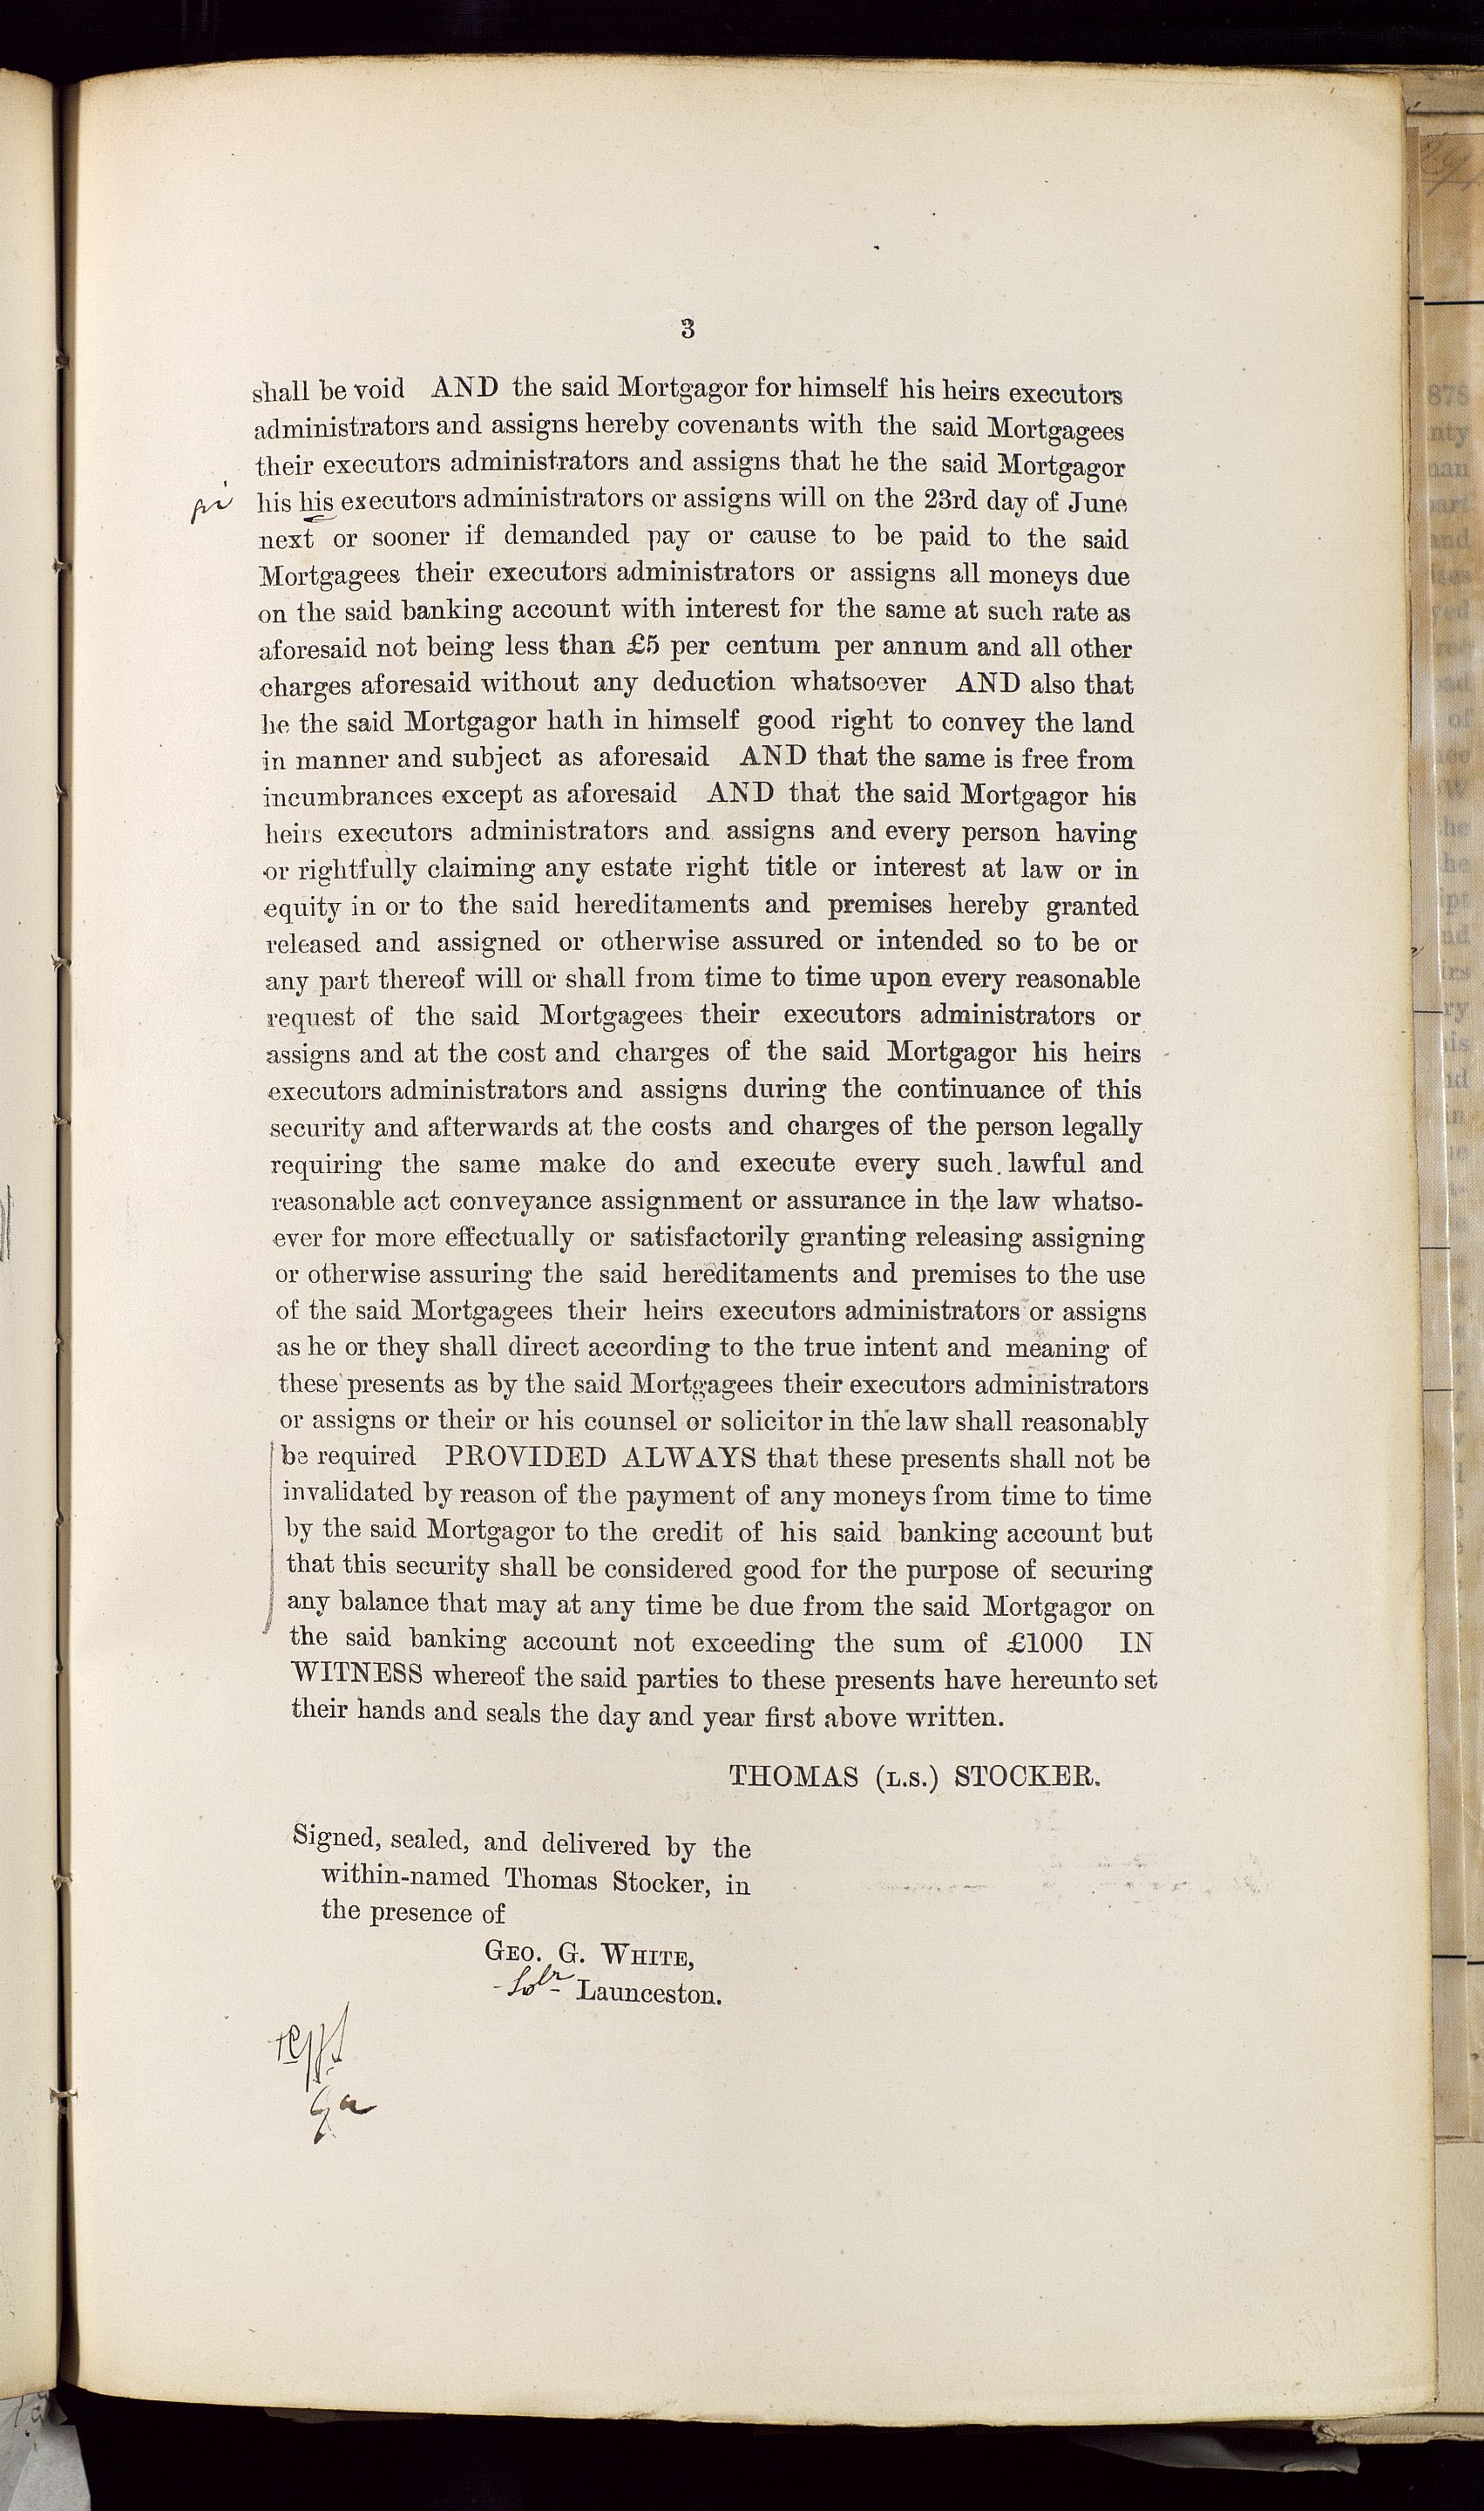 3
shall be void AND the said Mortgagor for himself his heirs executors
administrators and assigns hereby covenants with the said Mortgagees
their executors administrators and assigns that he the said Mortgagor
his his executors administrators or assigns will on the 23rd day of June
next or sooner if demanded pay or cause to be paid to the said
Mortgagees their executors administrators or assigns all moneys due
on the said banking account with interest for the same at such rate as
aforesaid not being less than £5 per centum per annum and all other
charges aforesaid without any deduction whatsoever AND also that
he the said Mortgagor hath in himself good right to convey the land
in manner and subject as aforesaid AND that the same is free from
incumbrances except as aforesaid AND that the said Mortgagor his
heirs executors administrators and assigns and every person having
or rightfully claiming any estate right title or interest at law or in
equity in or to the said hereditaments and premises hereby granted
released and assigned or otherwise assured or intended so to be or
any part thereof will or shall from time to time upon every reasonable
request of the said Mortgagees their executors administrators or
assigns and at the cost and charges of the said Mortgagor his heirs
executors administrators and assigns during the continuance of this
security and afterwards at the costs and charges of the person legally
requiring the same make do and execute every such lawful and
reasonable act conveyance assignment or assurance in the law whatso-
ever for more effectually or satisfactorily granting releasing assigning
or otherwise assuring the said hereditaments and premises to the use
of the said Mortgagees their heirs executors administrators or assigns
as he or they shall direct according to the true intent and meaning of
these presents as by the said Mortgagees their executors administrators
or assigns or their or his counsel or solicitor in the law shall reasonably
be required PROVIDED ALWAYS that these presents shall not be
invalidated by reason of the payment of any moneys from time to time
by the said Mortgagor to the credit of his said banking account but
that this security shall be considered good for the purpose of securing
any balance that may at any time be due from the said Mortgagor on
the said banking account not exceeding the sum of £1000 IN
WITNESS whereof the said parties to these presents have hereunto set
their hands and seals the day and year first above written.
THOMAS (L.S.) STOCKER.
Signed, sealed, and delivered by the
within-named Thomas Stocker, in
the presence of
GEO. G. WHITE,
Solr Launceston.